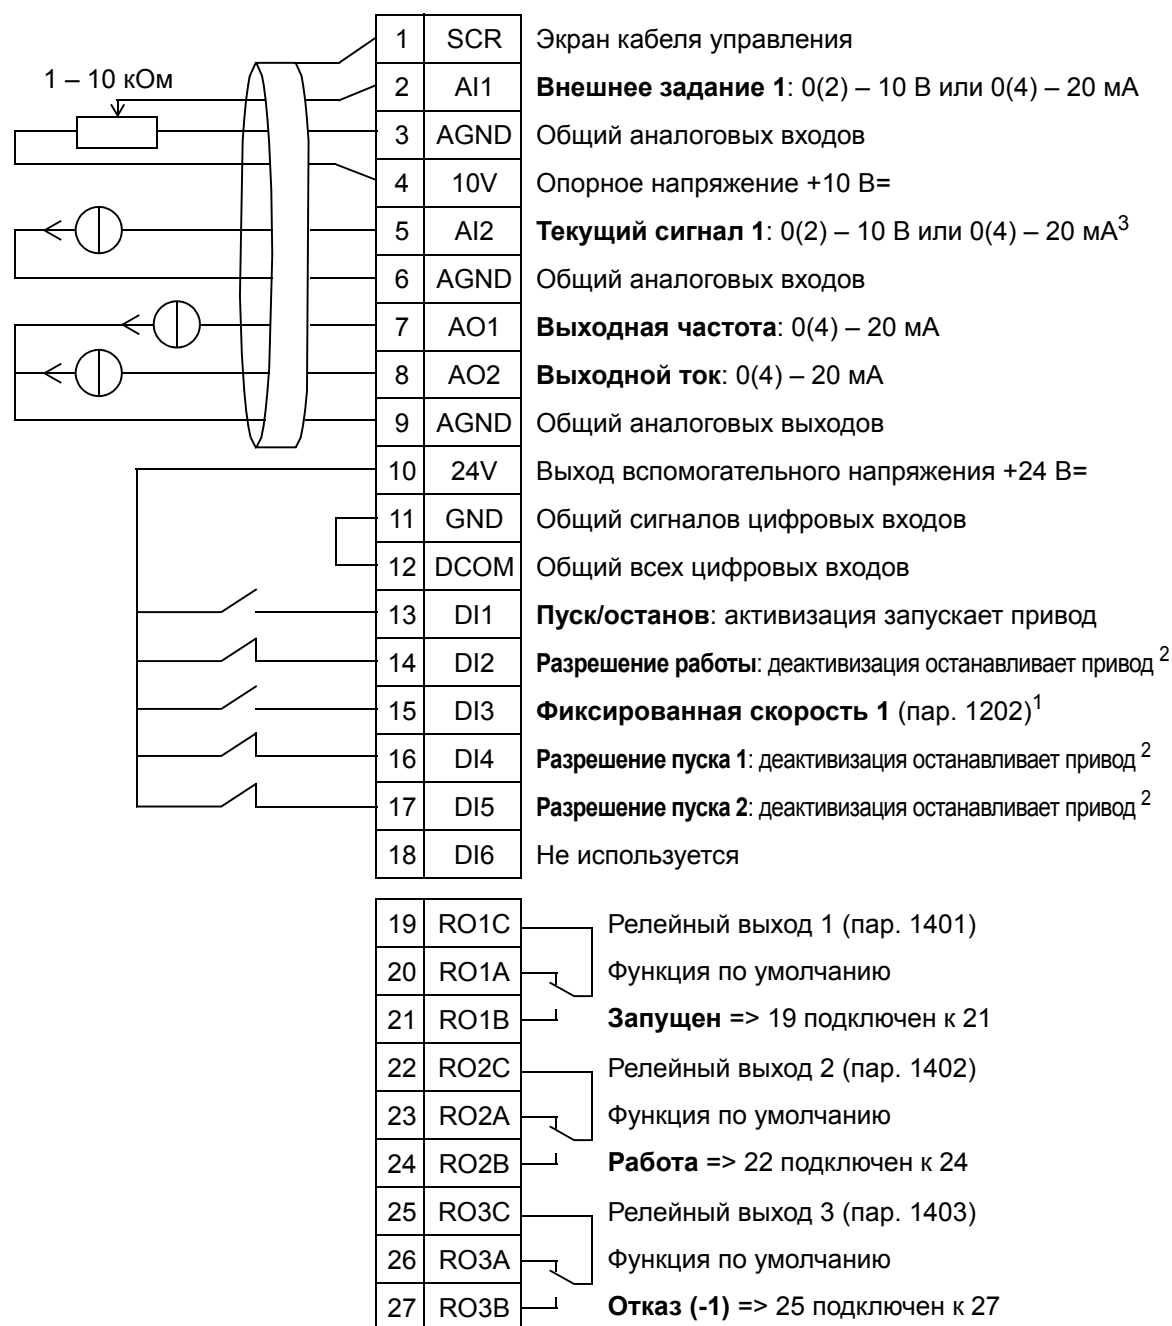 1 SCR Экран кабеля управления
1 – 10 кОм
2 AI1 Внешнее задание 1: 0(2) – 10 В или 0(4) – 20 мА
3 AGND Общий аналоговых входов
4 10V Опорное напряжение +10 В=
5 AI2 Текущий сигнал 1: 0(2) – 10 В или 0(4) – 20 мА3
6 AGND Общий аналоговых входов
7 AO1 Выходная частота: 0(4) – 20 мА
8 AO2 Выходной ток: 0(4) – 20 мА
9 AGND Общий аналоговых выходов
10 24V Выход вспомогательного напряжения +24 В=
11 GND Общий сигналов цифровых входов
12 DCOM Общий всех цифровых входов
13 DI1 Пуск/останов: активизация запускает привод
14 DI2 Разрешение работы: деактивизация останавливает привод 2
15 DI3 Фиксированная скорость 1 (пар. 1202)1
16 DI4 Разрешение пуска 1: деактивизация останавливает привод 2
17 DI5 Разрешение пуска 2: деактивизация останавливает привод 2
18 DI6 Не используется
19 RO1C Релейный выход 1 (пар. 1401)
20 RO1A Функция по умолчанию
21 RO1B Запущен => 19 подключен к 21
22 RO2C Релейный выход 2 (пар. 1402)
23 RO2A Функция по умолчанию
24 RO2B Работа => 22 подключен к 24
25 RO3C Релейный выход 3 (пар. 1403)
26 RO3A Функция по умолчанию
27 RO3B Отказ (-1) => 25 подключен к 27